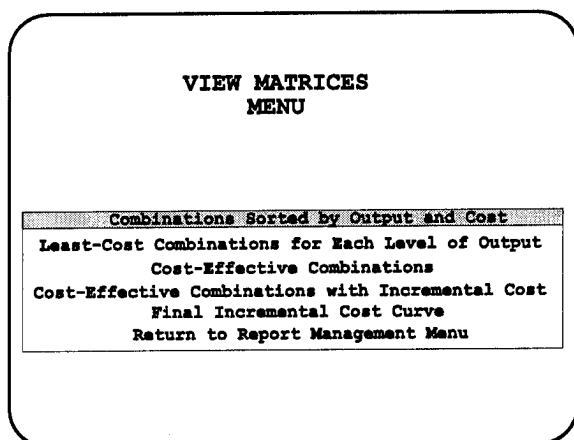 VIEW MATRICES
MENU
Combinations Sorted by Output and Cost
Least-Cost Combinations for Each Level of Output
Cost-Effective Combinations
Cost-Effective Combinations with Incremental Cost
Final Incremental Cost Curve
Return to Report Management Menu